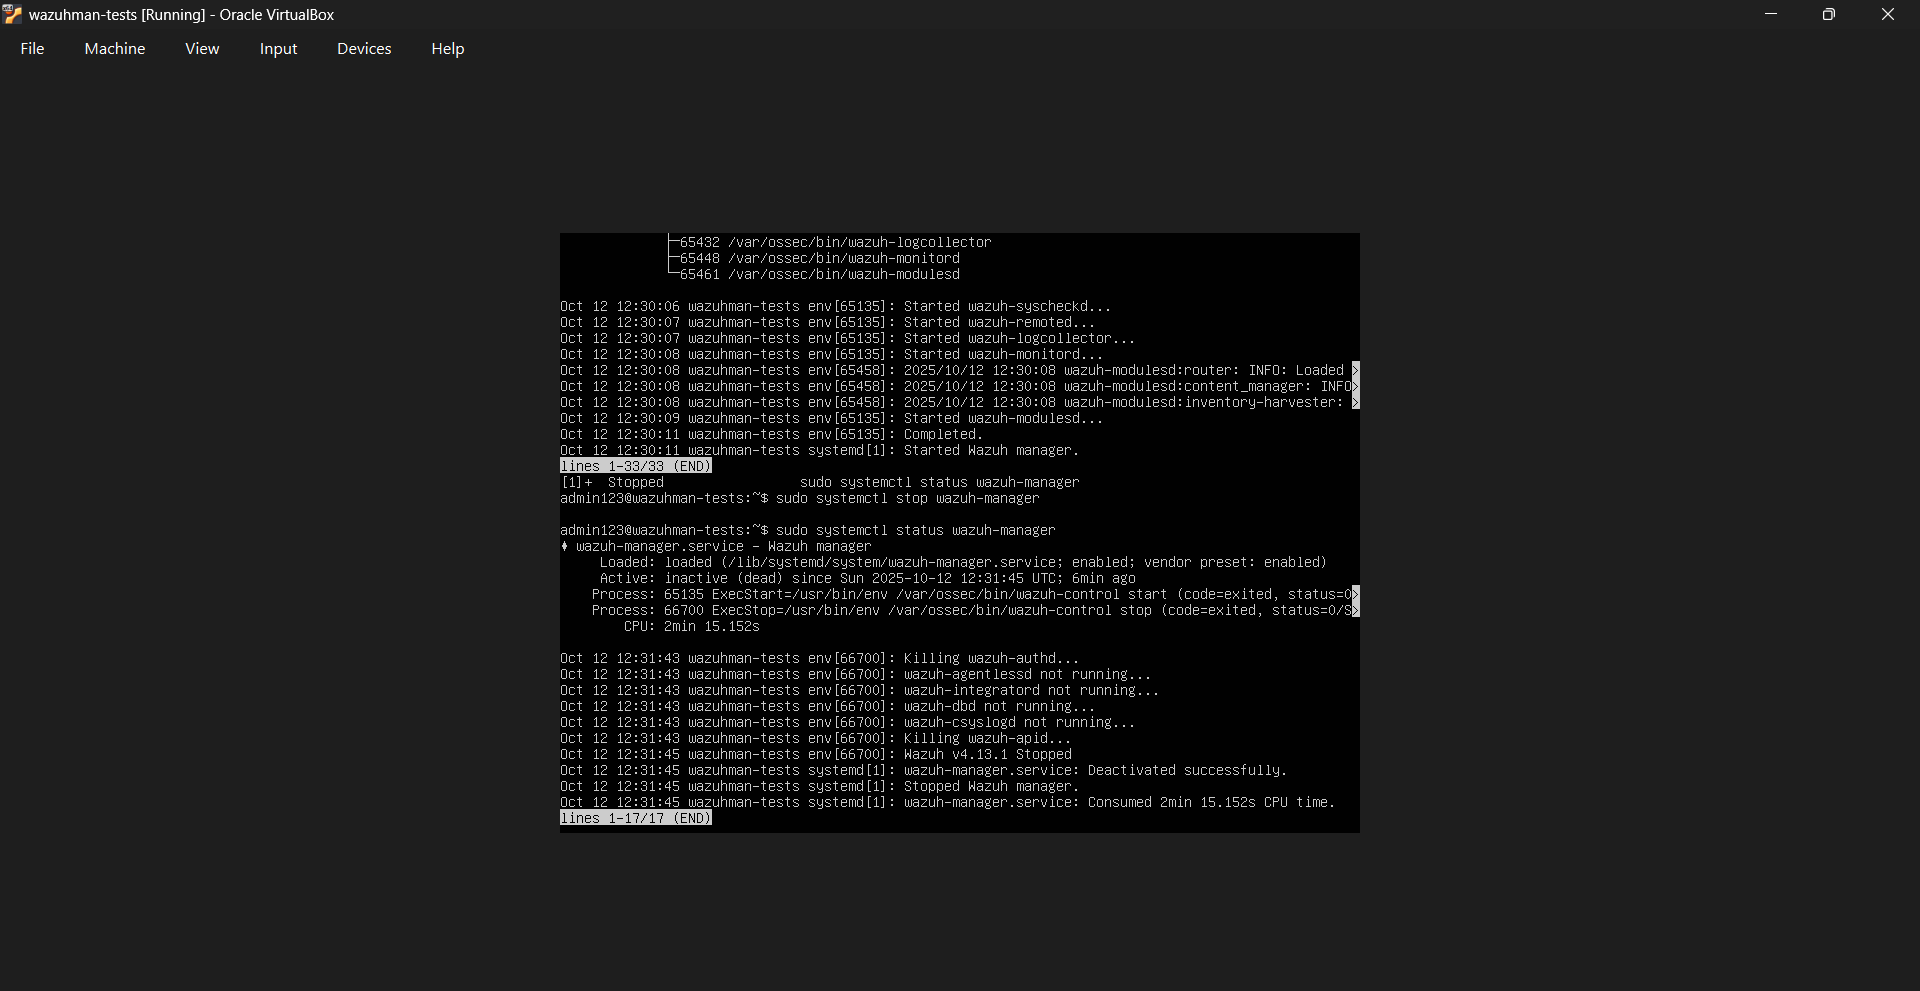 wazuhman-tests [Running] - Oracle VirtualBox
File Machine View Input Devices Help
├─65432 /var/ossec/bin/wazuh-logcollector
├─65448 /var/ossec/bin/wazuh-monitord
└─65461 /var/ossec/bin/wazuh-modulesd
Oct 12 12:30:06 wazuhman-tests env[65135]: Started wazuh-syscheckd...
Oct 12 12:30:07 wazuhman-tests env[65135]: Started wazuh-remoted...
Oct 12 12:30:07 wazuhman-tests env[65135]: Started wazuh-logcollector...
Oct 12 12:30:08 wazuhman-tests env[65135]: Started wazuh-monitord...
Oct 12 12:30:08 wazuhman-tests env[65458]: 2025/10/12 12:30:08 wazuh-modulesd:router: INFO: Loaded >
Oct 12 12:30:08 wazuhman-tests env[65458]: 2025/10/12 12:30:08 wazuh-modulesd:content_manager: INFO>
Oct 12 12:30:08 wazuhman-tests env[65458]: 2025/10/12 12:30:08 wazuh-modulesd:inventory-harvester: >
Oct 12 12:30:09 wazuhman-tests env[65135]: Started wazuh-modulesd...
Oct 12 12:30:11 wazuhman-tests env[65135]: Completed.
Oct 12 12:30:11 wazuhman-tests systemd[1]: Started Wazuh manager.
lines 1-33/33 (END)
[1]+ Stopped sudo systemctl status wazuh-manager
admin123@wazuhman-tests:~$ sudo systemctl stop wazuh-manager
admin123@wazuhman-tests:~$ sudo systemctl status wazuh-manager
♦ wazuh-manager.service - Wazuh manager
Loaded: loaded (/lib/systemd/system/wazuh-manager.service; enabled; vendor preset: enabled)
Active: inactive (dead) since Sun 2025-10-12 12:31:45 UTC; 6min ago
Process: 65135 ExecStart=/usr/bin/env /var/ossec/bin/wazuh-control start (code=exited, status=0>
Process: 66700 ExecStop=/usr/bin/env /var/ossec/bin/wazuh-control stop (code=exited, status=0/S>
CPU: 2min 15.152s
Oct 12 12:31:43 wazuhman-tests env[66700]: Killing wazuh-authd...
Oct 12 12:31:43 wazuhman-tests env[66700]: wazuh-agentlessd not running...
Oct 12 12:31:43 wazuhman-tests env[66700]: wazuh-integratord not running...
Oct 12 12:31:43 wazuhman-tests env[66700]: wazuh-dbd not running...
Oct 12 12:31:43 wazuhman-tests env[66700]: wazuh-csyslogd not running...
Oct 12 12:31:43 wazuhman-tests env[66700]: Killing wazuh-apid...
Oct 12 12:31:45 wazuhman-tests env[66700]: Wazuh v4.13.1 Stopped
Oct 12 12:31:45 wazuhman-tests systemd[1]: wazuh-manager.service: Deactivated successfully.
Oct 12 12:31:45 wazuhman-tests systemd[1]: Stopped Wazuh manager.
Oct 12 12:31:45 wazuhman-tests systemd[1]: wazuh-manager.service: Consumed 2min 15.152s CPU time.
lines 1-17/17 (END)